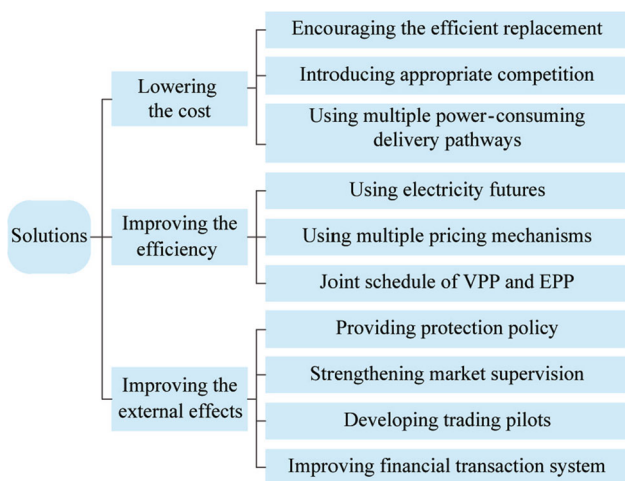 Solutions
Lowering
the cost
Encouraging the efficient replacement
Introducing appropriate competition
Using multiple power-consuming
delivery pathways
Improving the
efficiency
Using electricity futures
Using multiple pricing mechanisms
Joint schedule of VPP and EPP
Improving the
external effects
Providing protection policy
Strengthening market supervision
Developing trading pilots
Improving financial transaction system